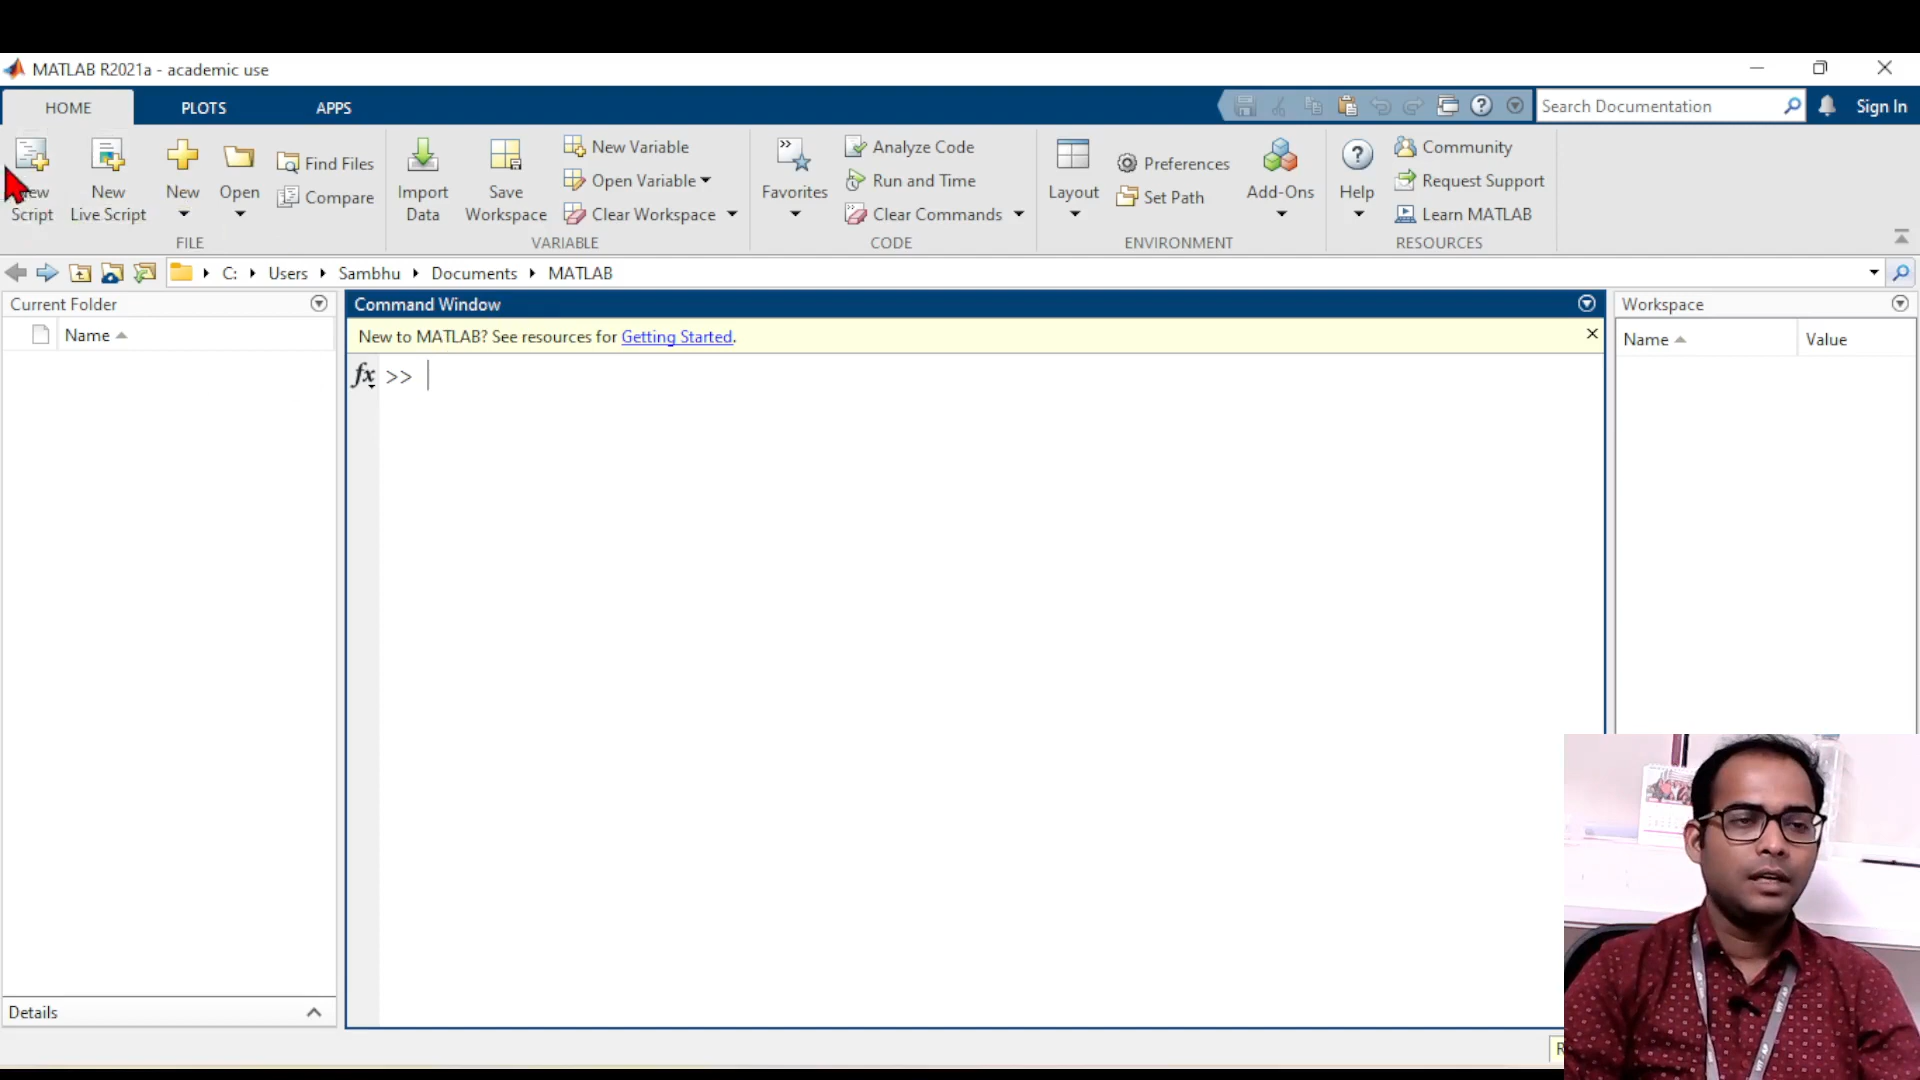 MATLAB R2021a - academic use
HOME PLOTS APPS Search Documentation Sign In
New Script
New Live Script
New
Open
Find Files
Compare
FILE
Import Data
Save Workspace
New Variable
Open Variable
Clear Workspace
VARIABLE
Favorites
Analyze Code
Run and Time
Clear Commands
CODE
Layout
Preferences
Set Path
Add-Ons
ENVIRONMENT
Help
Community
Request Support
Learn MATLAB
RESOURCES
C: Users Sambhu Documents MATLAB
Current Folder
Name
Command Window
New to MATLAB? See resources for Getting Started.
fx >>
Workspace
Name Value
Details